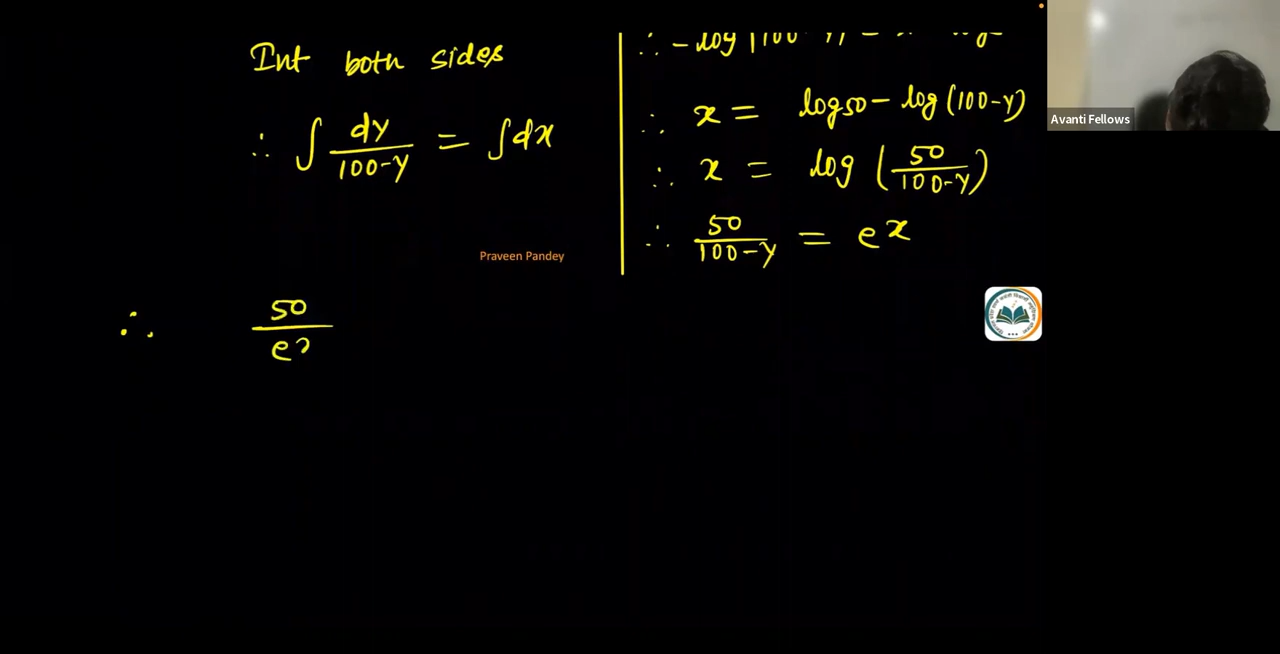 Int both sides
∴ ∫ dy/(100-y) = ∫dx
∴ x = log50 - log(100-y)
∴ x = log (50/(100-y))
∴ 50/(100-y) = e^x
Praveen Pandey
∴ 50/e
Avanti Fellows